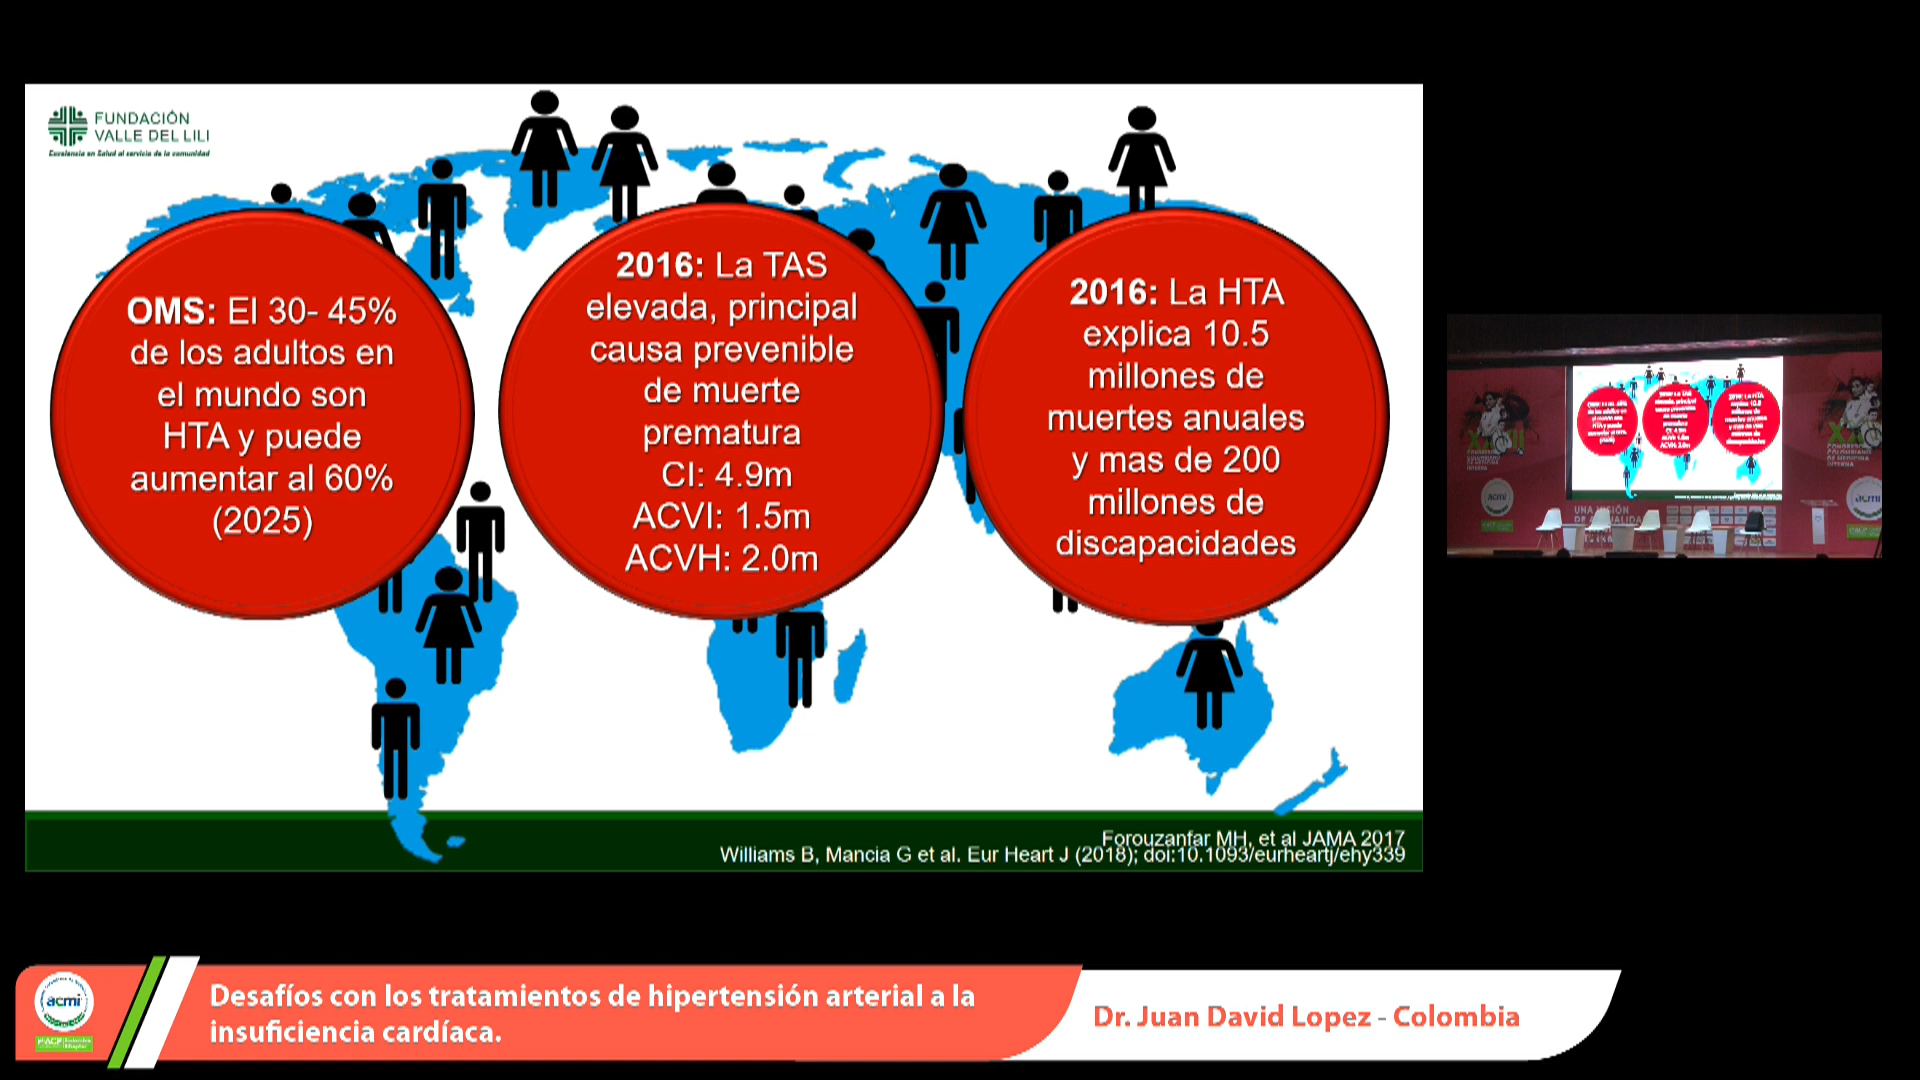 FUNDACIÓN
VALLE DEL LILI
Excelencia en Salud al servicio de la comunidad
OMS: El 30- 45%
de los adultos en
el mundo son
HTA y puede
aumentar al 60%
(2025)
2016: La TAS
elevada, principal
causa prevenible
de muerte
prematura
CI: 4.9m
ACVI: 1.5m
ACVH: 2.0m
2016: La HTA
explica 10.5
millones de
muertes anuales
y mas de 200
millones de
discapacidades
Forouzanfar MH, et al JAMA 2017
Williams B, Mancia G et al. Eur Heart J (2018); doi:10.1093/eurheartj/ehy339
acmi
UNA VISIÓN
acmi
Desafíos con los tratamientos de hipertensión arterial a la
insuficiencia cardíaca.
Dr. Juan David Lopez - Colombia